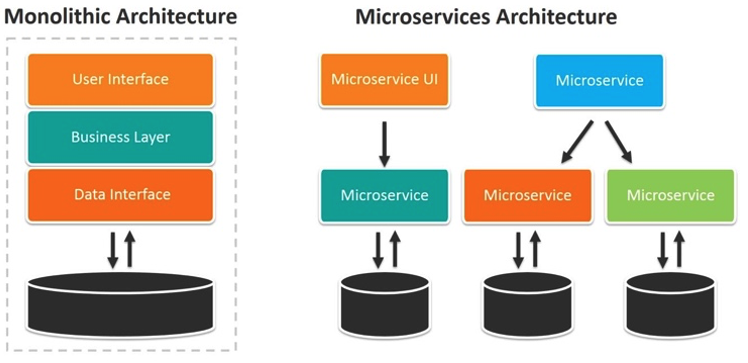 Monolithic Architecture
User Interface
Business Layer
Data Interface
Microservices Architecture
Microservice UI
Microservice
Microservice
Microservice
Microservice